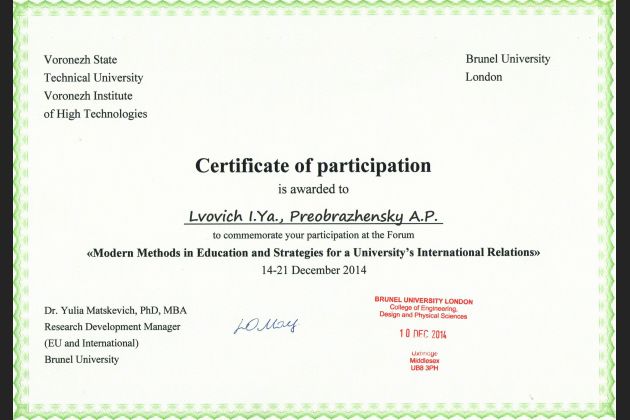 Voronezh State
Technical University
Voronezh Institute
of High Technologies
Brunel University
London
Certificate of participation
is awarded to
Lvovich I.Ya., Preobrazhensky A.P.
to commemorate your participation at the Forum
«Modern Methods in Education and Strategies for a University's International Relations»
14-21 December 2014
Dr. Yulia Matskevich, PhD, MBA
Research Development Manager
(EU and International)
Brunel University
BRUNEL UNIVERSITY LONDON
College of Engineering,
Design and Physical Sciences
10 DEC 2014
Uxbridge
Middlesex
UB8 3PH